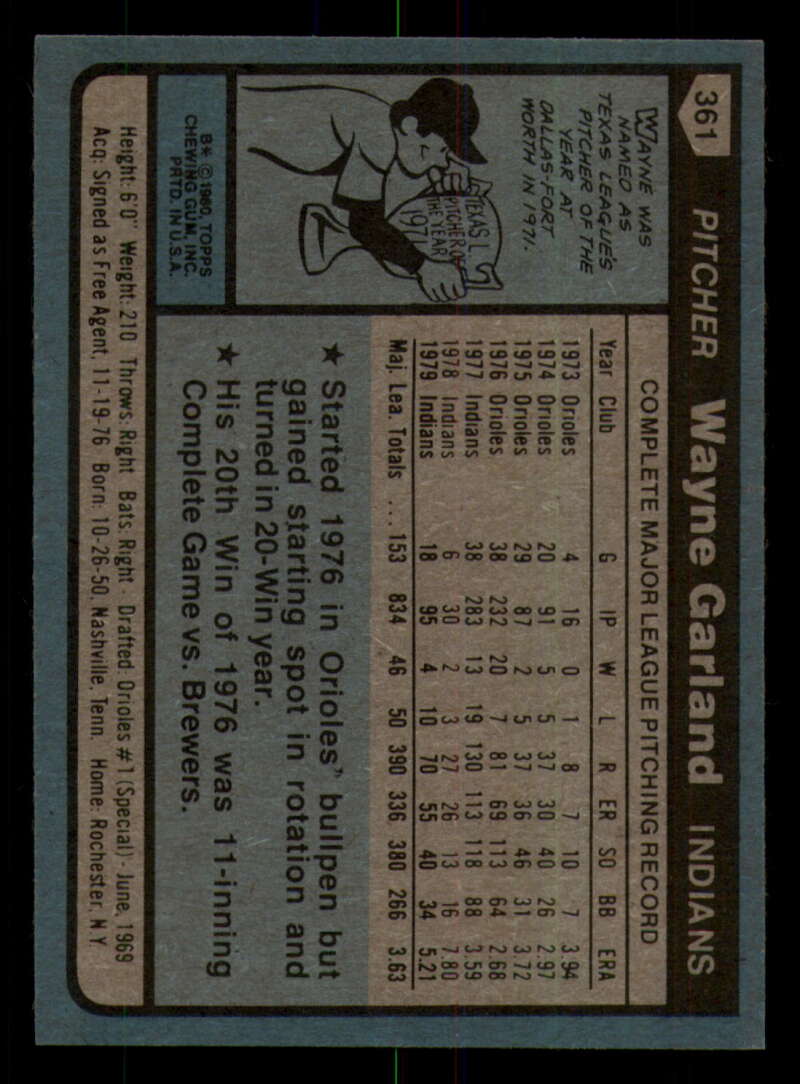 361 PITCHER Wayne Garland INDIANS
WAYNE WAS
NAMED AS
TEXAS LEAGUE'S
PITCHER OF THE
YEAR AT
DALLAS-FORT
WORTH IN 1971.
TEXAS L.
PITCHER OF
THE YEAR
1971
B* ©1980, TOPPS
CHEWING GUM, INC.
PRTD. IN U.S.A.
COMPLETE MAJOR LEAGUE PITCHING RECORD
Year Club G IP W L R ER SO BB ERA
1973 Orioles 4 16 0 1 8 7 10 7 3.94
1974 Orioles 20 91 5 5 37 30 40 26 2.97
1975 Orioles 29 87 2 5 37 36 46 31 3.72
1976 Orioles 38 232 20 7 81 69 113 64 2.68
1977 Indians 38 283 13 19 130 113 118 88 3.59
1978 Indians 6 30 2 3 27 26 13 16 7.80
1979 Indians 18 95 4 10 70 55 40 34 5.21
Maj. Lea. Totals ... 153 834 46 50 390 336 380 266 3.63
★ Started 1976 in Orioles' bullpen but
gained starting spot in rotation and
turned in 20-Win year.
★ His 20th Win of 1976 was 11-inning
Complete Game vs. Brewers.
Height: 6'0" Weight: 210 Throws: Right Bats: Right · Drafted: Orioles #1 (Special) - June, 1969
Acq: Signed as Free Agent, 11-19-76 Born: 10-26-50, Nashville, Tenn. Home: Rochester, N.Y.